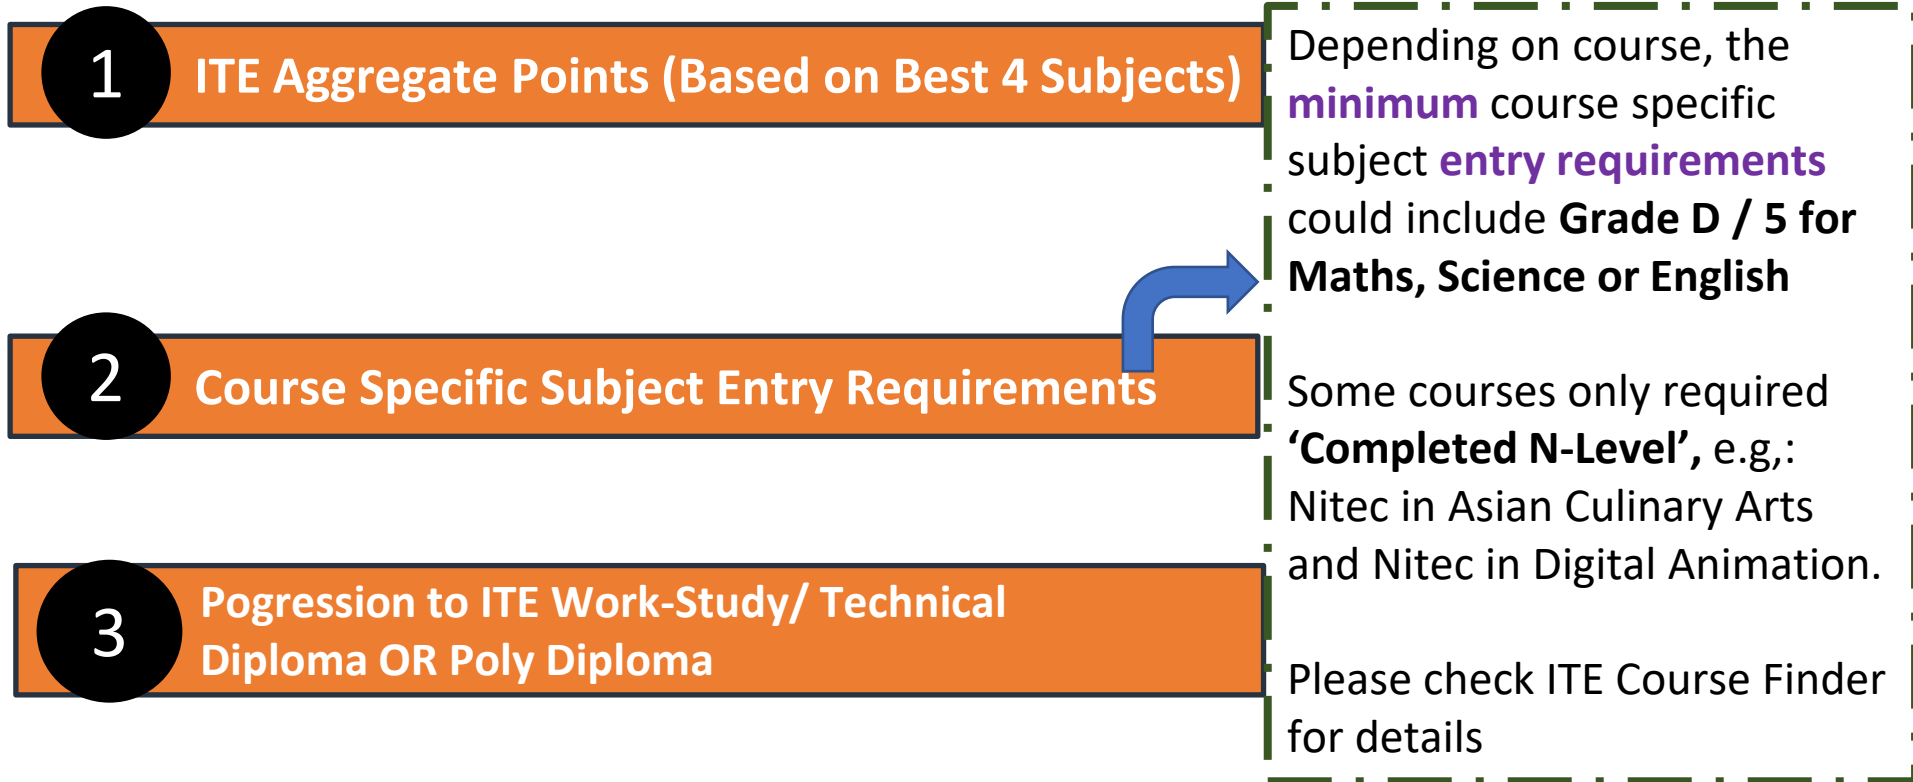 1
ITE Aggregate Points (Based on Best 4 Subjects)
2
Course Specific Subject Entry Requirements
3
Pogression to ITE Work-Study/ Technical
Diploma OR Poly Diploma
Depending on course, the
minimum course specific
subject entry requirements
could include Grade D / 5 for
Maths, Science or English
Some courses only required
‘Completed N-Level’, e.g,:
Nitec in Asian Culinary Arts
and Nitec in Digital Animation.
Please check ITE Course Finder
for details